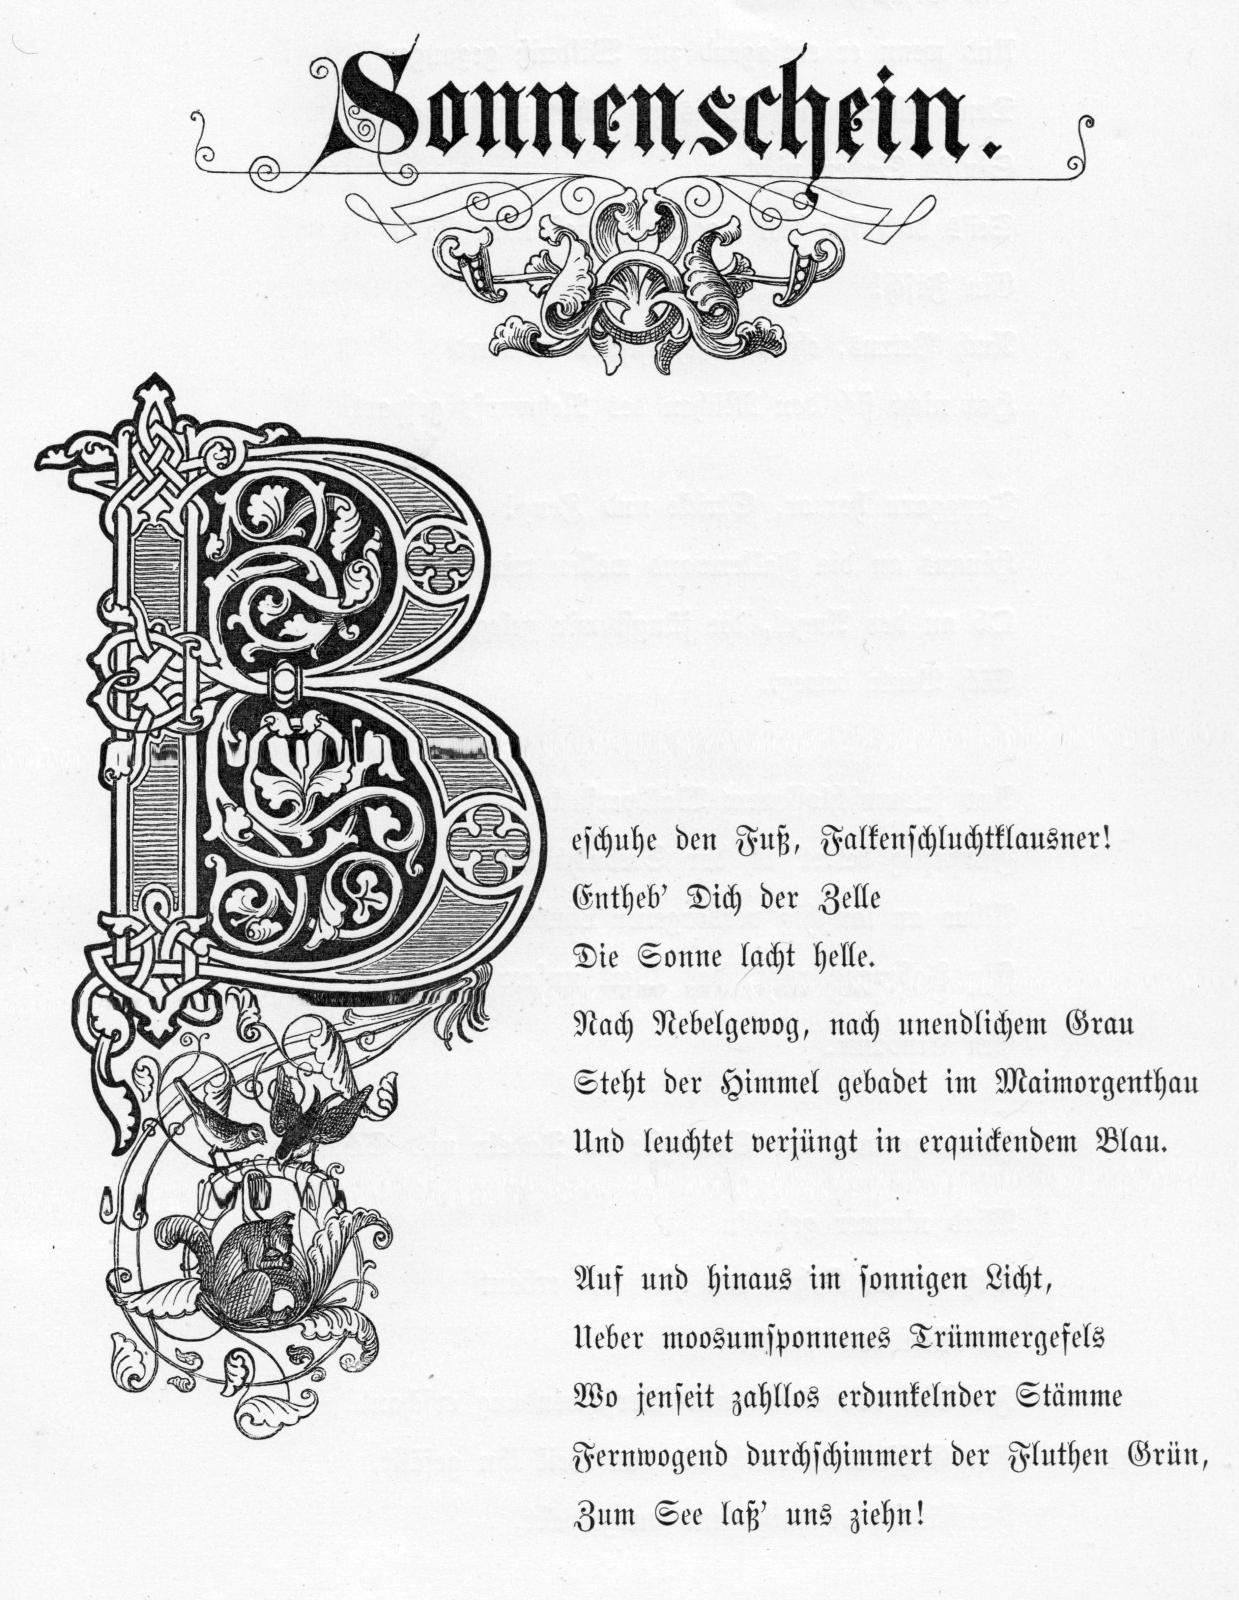 Sonnenschein.
Beschuhe den Fuß, Falkenschluchtklausner!
Entheb’ Dich der Zelle
Die Sonne lacht helle.
Nach Nebelgewog, nach unendlichem Grau
Steht der Himmel gebadet im Maimorgenthau
Und leuchtet verjüngt in erquickendem Blau.
Auf und hinaus im sonnigen Licht,
Ueber moosumsponnenes Trümmergefels
Wo jenseit zahllos erdunkelnder Stämme
Fernwogend durchschimmert der Fluthen Grün,
Zum See laß’ uns ziehn!